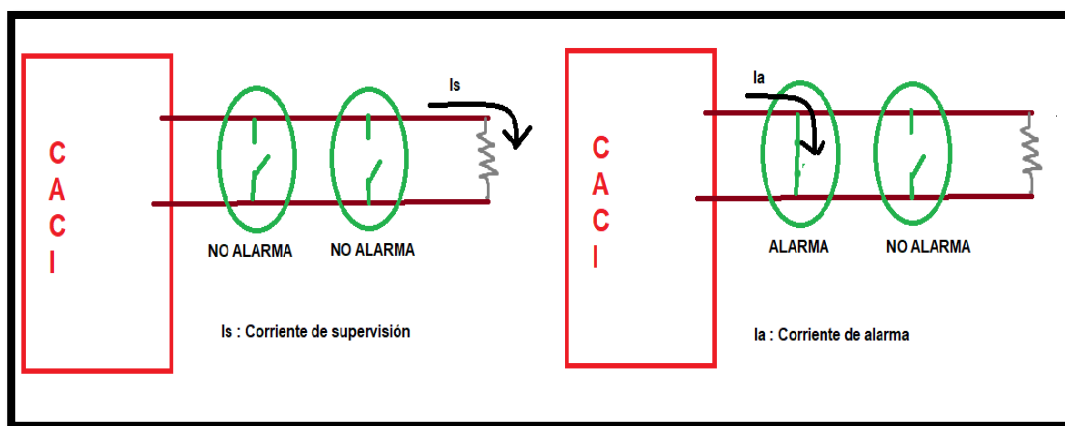 C
A
C
I
Is
NO ALARMA
NO ALARMA
Is : Corriente de supervisión
C
A
C
I
Ia
ALARMA
NO ALARMA
Ia : Corriente de alarma